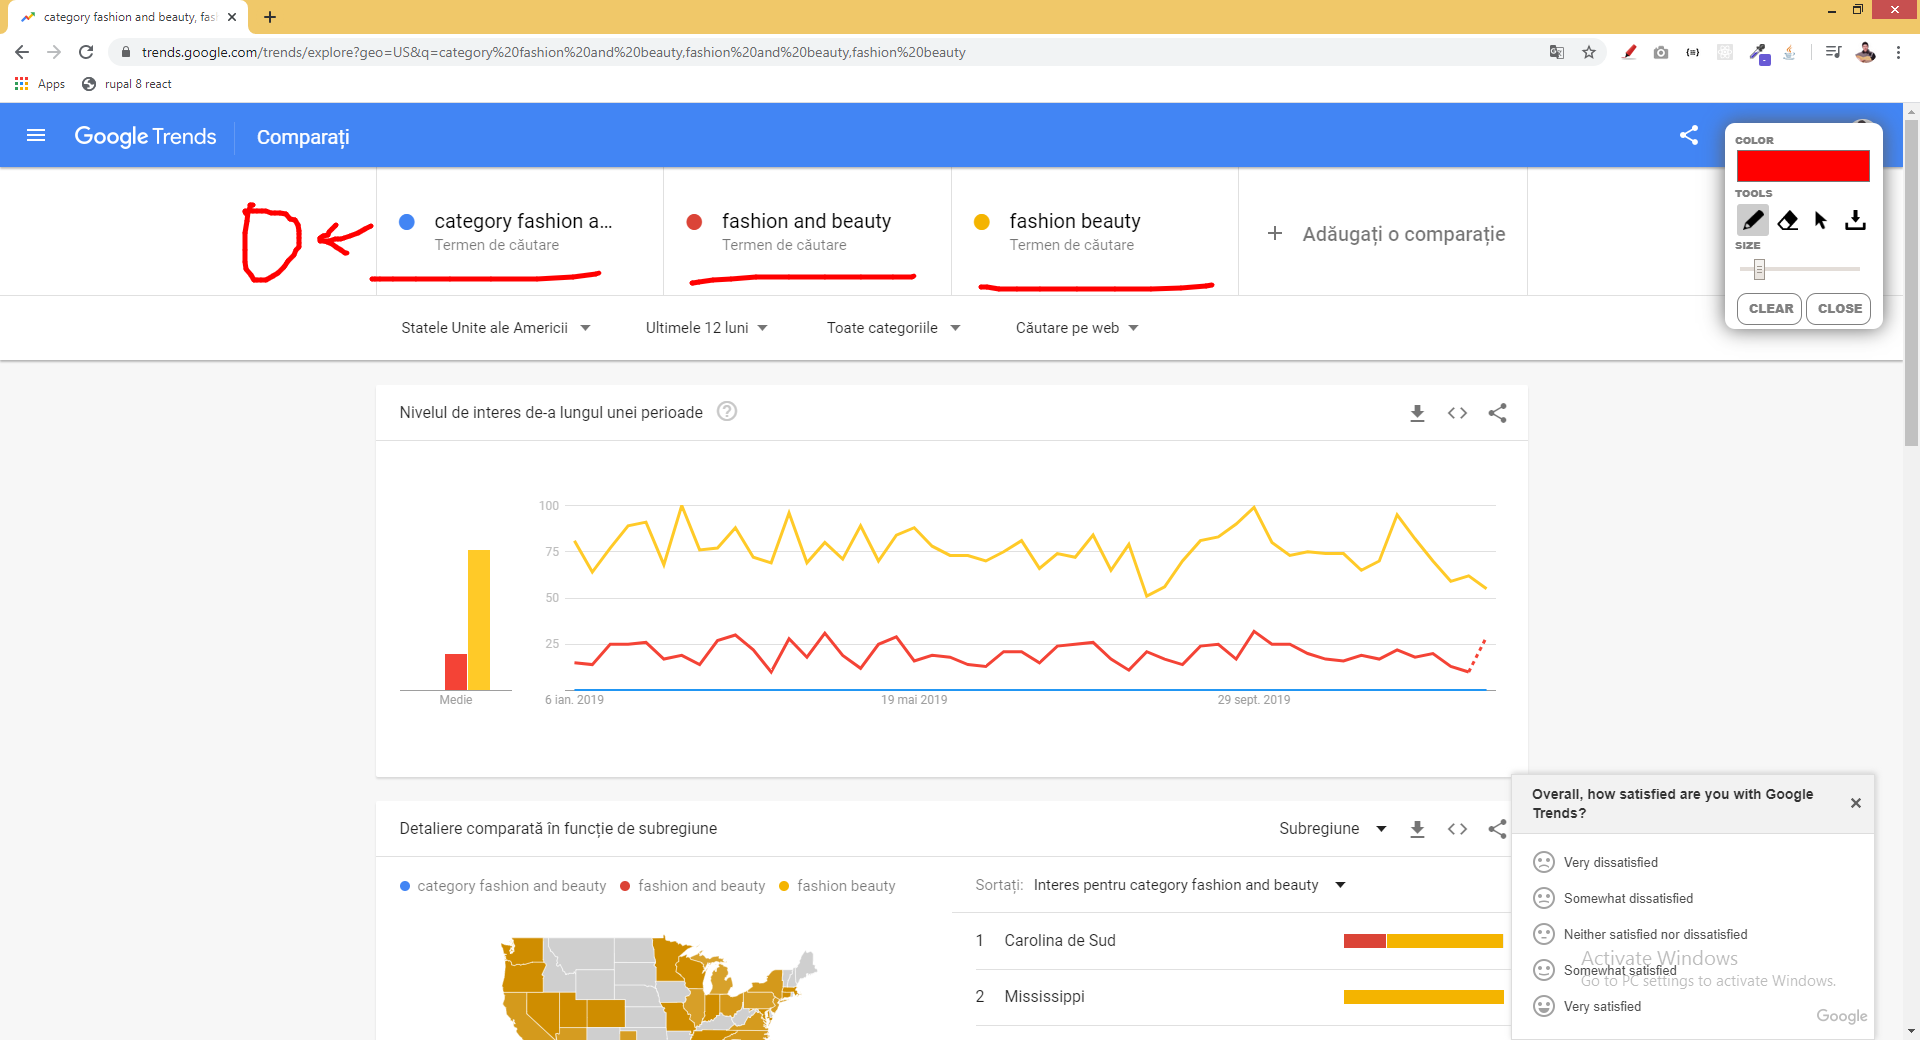 category fashion and beauty, fas
trends.google.com/trends/explore?geo=US&q=category%20fashion%20and%20beauty,fashion%20and%20beauty,fashion%20beauty
Apps
rupal 8 react
Google Trends
Comparați
COLOR
TOOLS
SIZE
CLEAR
CLOSE
D
category fashion a...
Termen de căutare
fashion and beauty
Termen de căutare
fashion beauty
Termen de căutare
+ Adăugați o comparație
Statele Unite ale Americii
Ultimele 12 luni
Toate categoriile
Căutare pe web
Nivelul de interes de-a lungul unei perioade
100
75
50
25
Medie
6 ian. 2019
19 mai 2019
29 sept. 2019
Detaliere comparată în funcție de subregiune
Subregiune
category fashion and beauty
fashion and beauty
fashion beauty
Sortați: Interes pentru category fashion and beauty
1 Carolina de Sud
2 Mississippi
Overall, how satisfied are you with Google
Trends?
Very dissatisfied
Somewhat dissatisfied
Neither satisfied nor dissatisfied
Somewhat satisfied
Very satisfied
Google
Activate Windows
Go to PC settings to activate Windows.